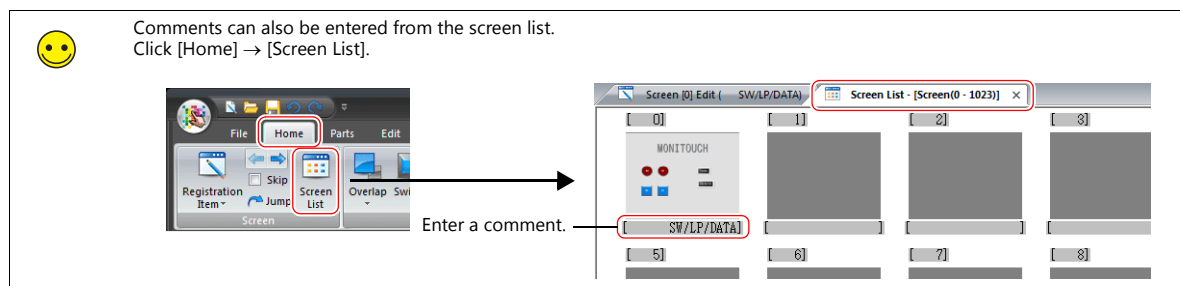 Comments can also be entered from the screen list.
Click [Home] → [Screen List].
File Home Parts Edit
Registration Item
Skip
Jump
Screen List
Overlap
Swi
Screen
Enter a comment.
Screen [0] Edit ( SW/LP/DATA)
Screen List - [Screen(0 - 1023)] ×
[ 0] [ 1] [ 2] [ 3]
MONITOUCH
[ SW/LP/DATA] [ ] [ ] [
[ 5] [ 6] [ 7] [ 8]